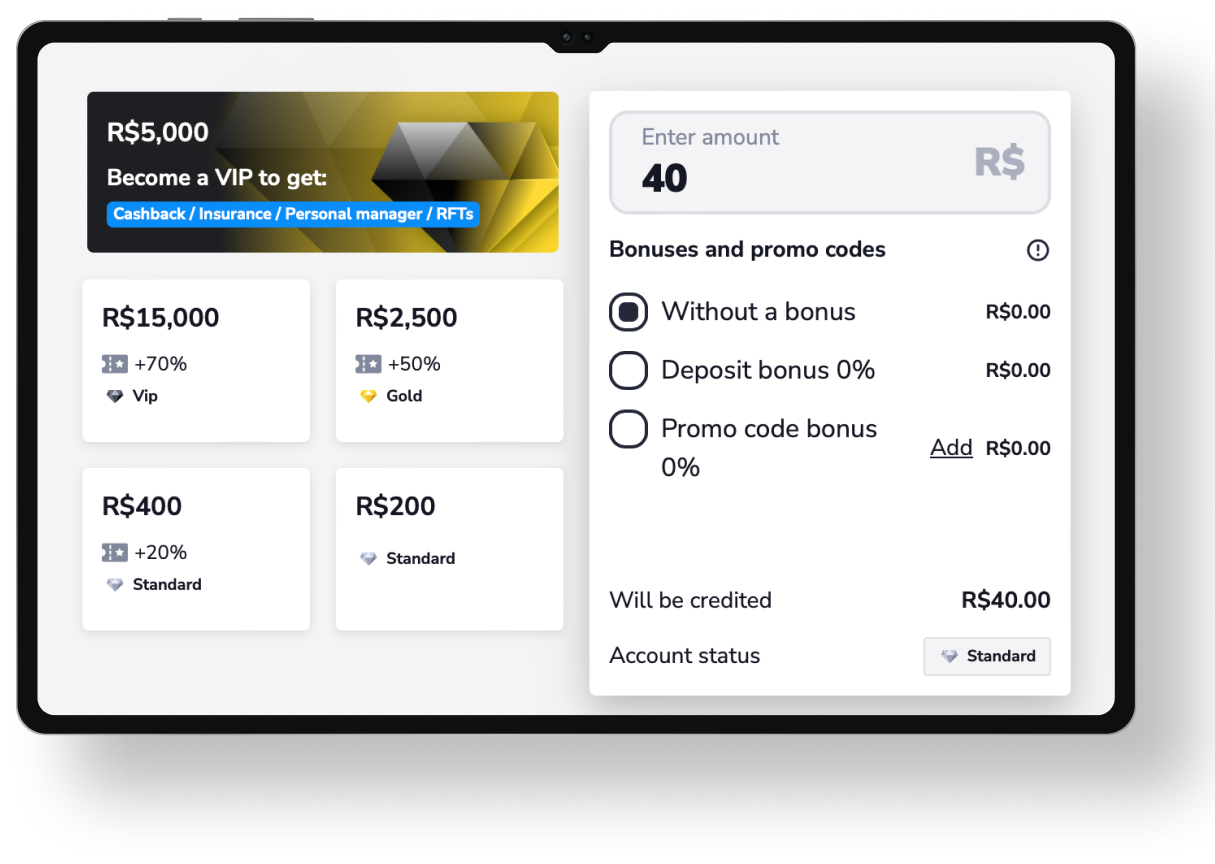 R$5,000
Become a VIP to get:
Cashback / Insurance / Personal manager / RFTs
R$15,000
+70%
Vip
R$2,500
+50%
Gold
R$400
+20%
Standard
R$200
Standard
Enter amount
40
R$
Bonuses and promo codes
Without a bonus R$0.00
Deposit bonus 0% R$0.00
Promo code bonus
0%
Add R$0.00
Will be credited R$40.00
Account status Standard